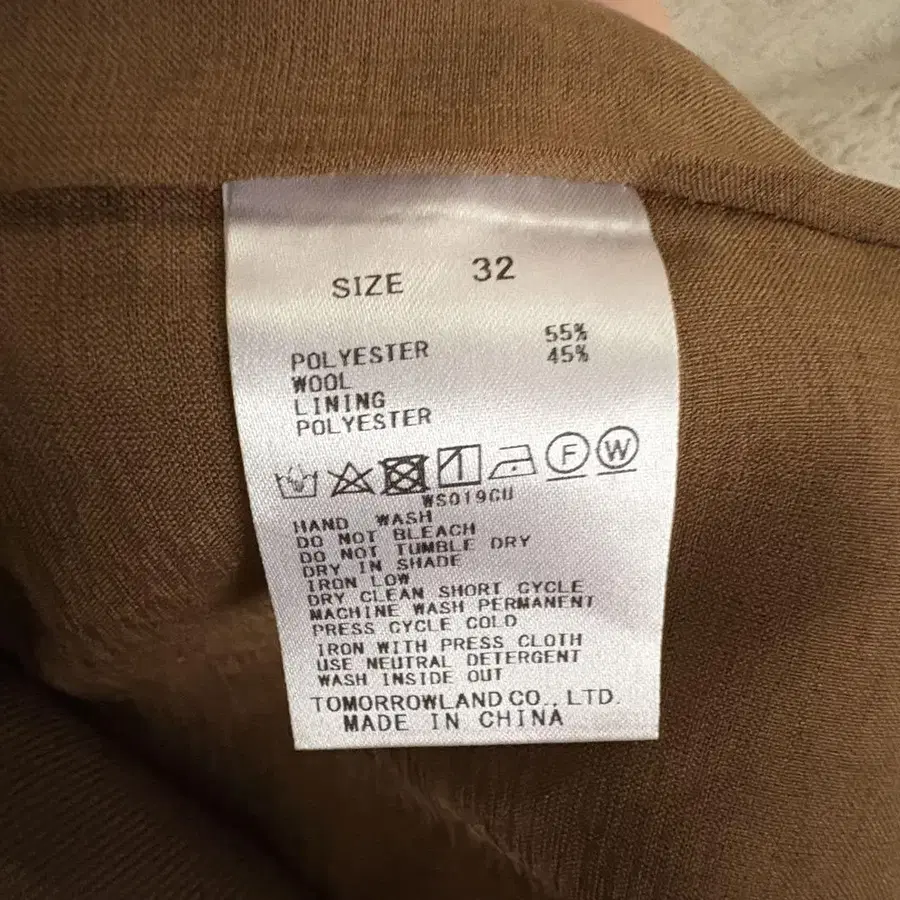 SIZE 32
POLYESTER 55%
WOOL 45%
LINING
POLYESTER
F W
WS019CU
HAND WASH
DO NOT BLEACH
DO NOT TUMBLE DRY
DRY IN SHADE
IRON LOW
DRY CLEAN SHORT CYCLE
MACHINE WASH PERMANENT
PRESS CYCLE COLD
IRON WITH PRESS CLOTH
USE NEUTRAL DETERGENT
WASH INSIDE OUT
TOMORROWLAND CO., LTD.
MADE IN CHINA